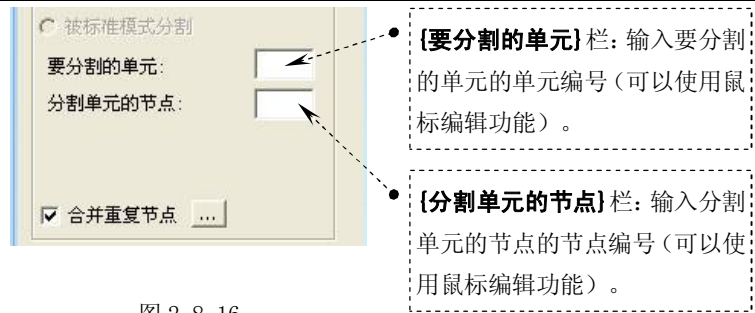 被标准模式分割
要分割的单元:
分割单元的节点:
合并重复节点 ...
{要分割的单元}栏：输入要分割
的单元的单元编号（可以使用鼠
标编辑功能）。
{分割单元的节点}栏：输入分割
单元的节点的节点编号（可以使
用鼠标编辑功能）。
图 2-8-16